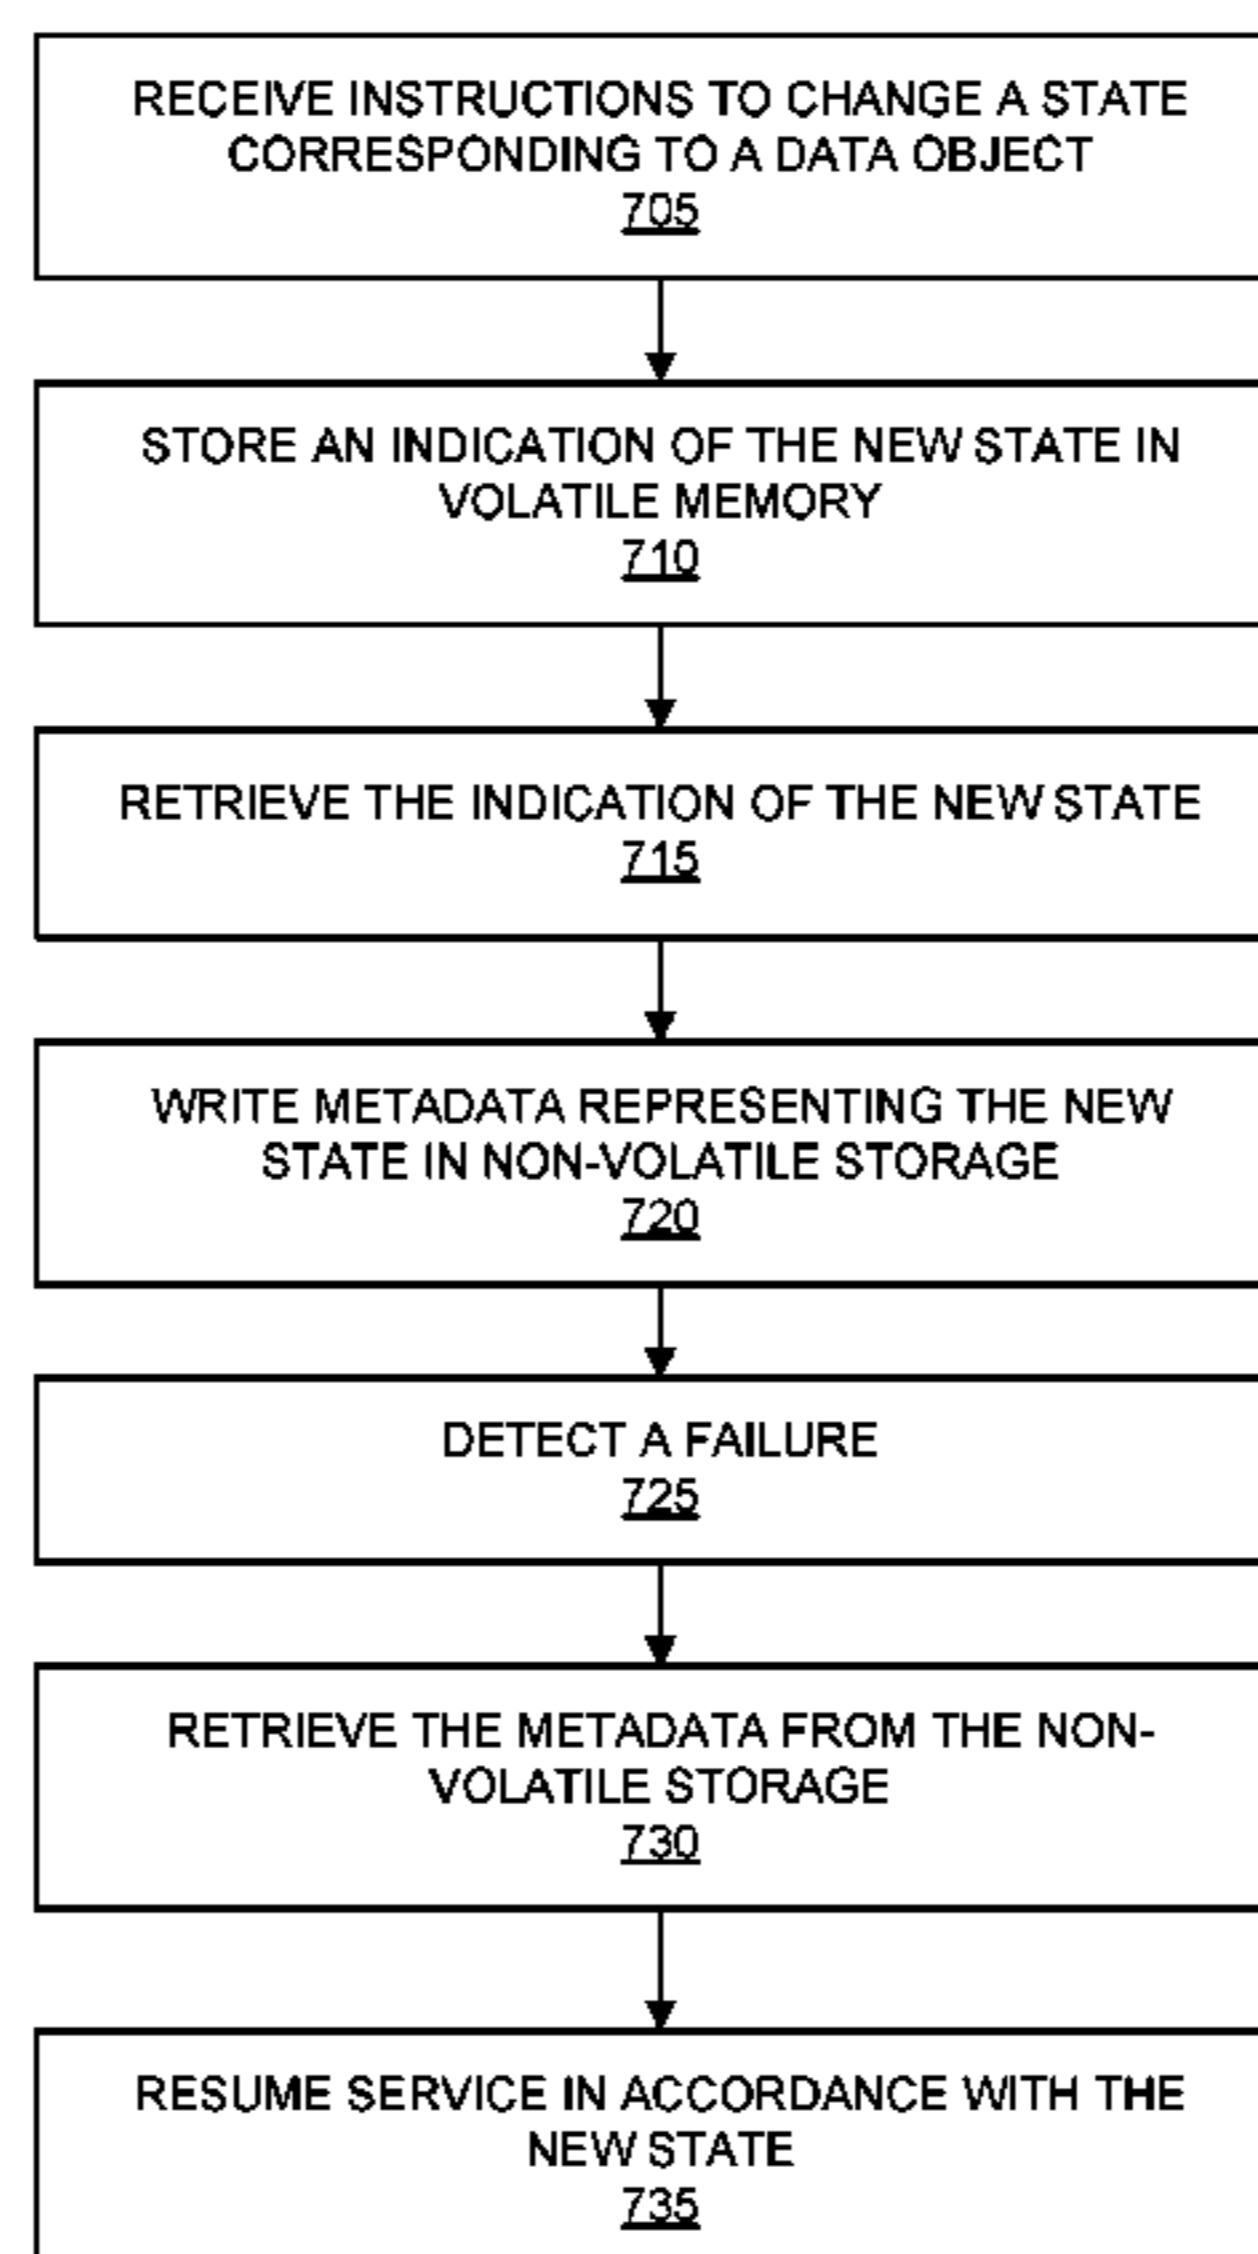 RECEIVE INSTRUCTIONS TO CHANGE A STATE
CORRESPONDING TO A DATA OBJECT
705
STORE AN INDICATION OF THE NEW STATE IN
VOLATILE MEMORY
710
RETRIEVE THE INDICATION OF THE NEW STATE
715
WRITE METADATA REPRESENTING THE NEW
STATE IN NON-VOLATILE STORAGE
720
DETECT A FAILURE
725
RETRIEVE THE METADATA FROM THE NON-
VOLATILE STORAGE
730
RESUME SERVICE IN ACCORDANCE WITH THE
NEW STATE
735